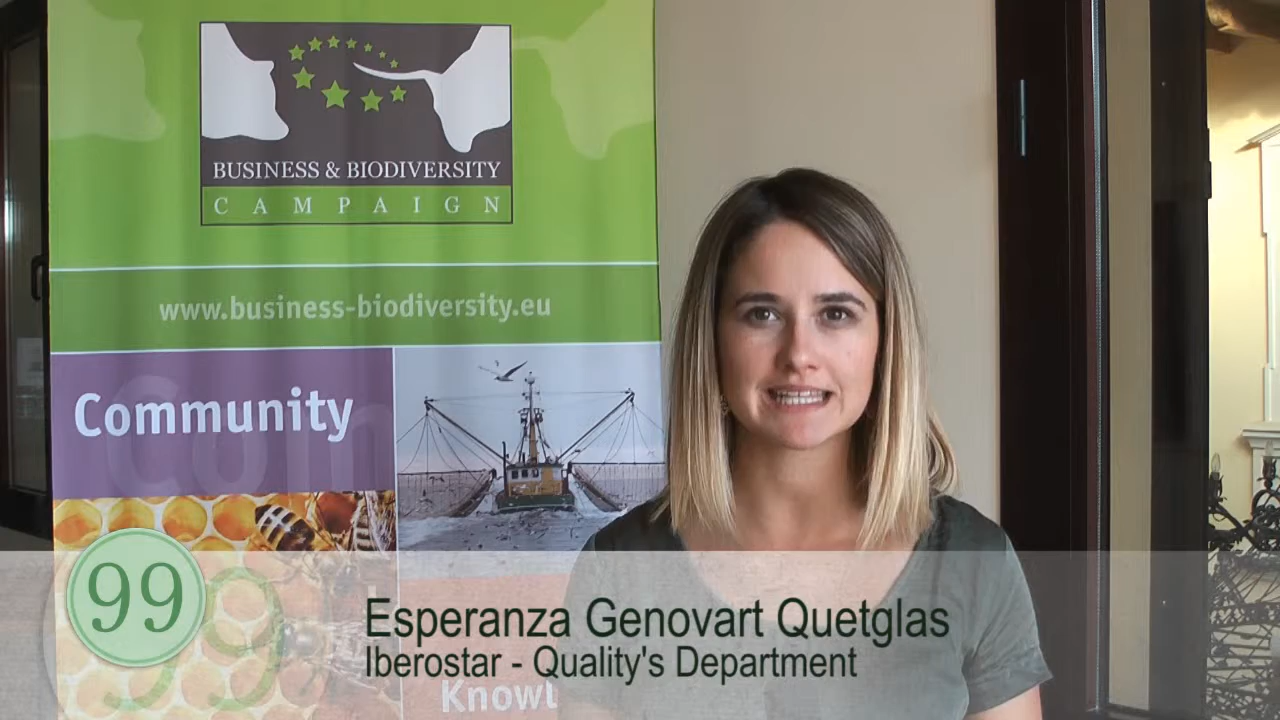 BUSINESS & BIODIVERSITY
CAMPAIGN
www.business-biodiversity.eu
Community
99
Esperanza Genovart Quetglas
Iberostar - Quality's Department